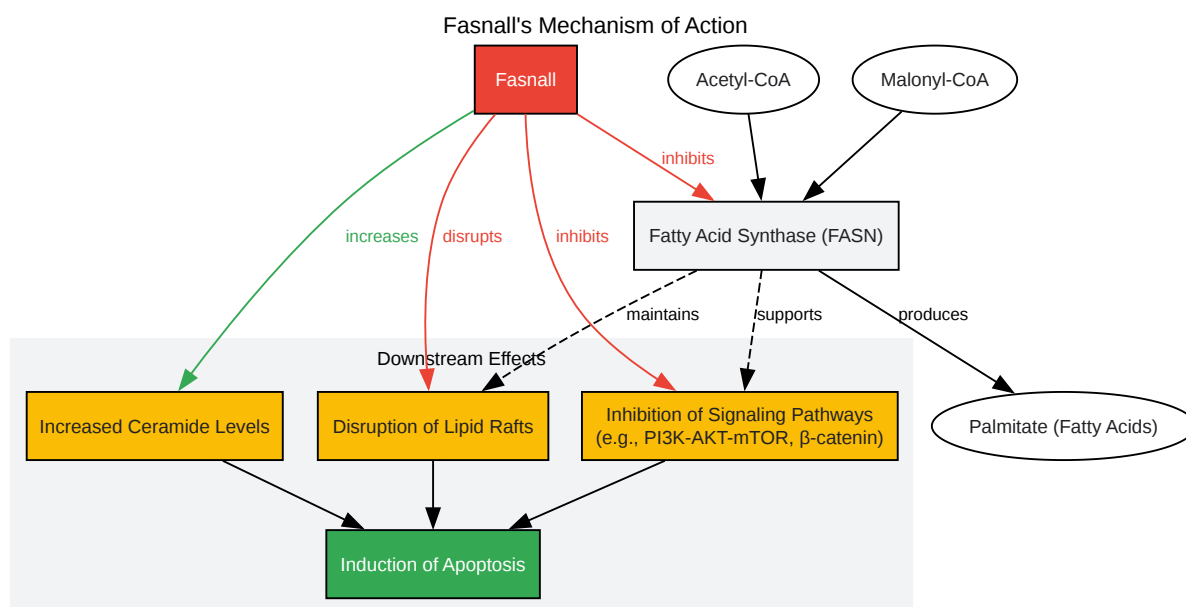 Fasnall's Mechanism of Action
Fasnall
Acetyl-CoA
Malonyl-CoA
inhibits
increases
disrupts
inhibits
Fatty Acid Synthase (FASN)
maintains
supports
produces
Downstream Effects
Increased Ceramide Levels
Disruption of Lipid Rafts
Inhibition of Signaling Pathways
(e.g., PI3K-AKT-mTOR, β-catenin)
Palmitate (Fatty Acids)
Induction of Apoptosis